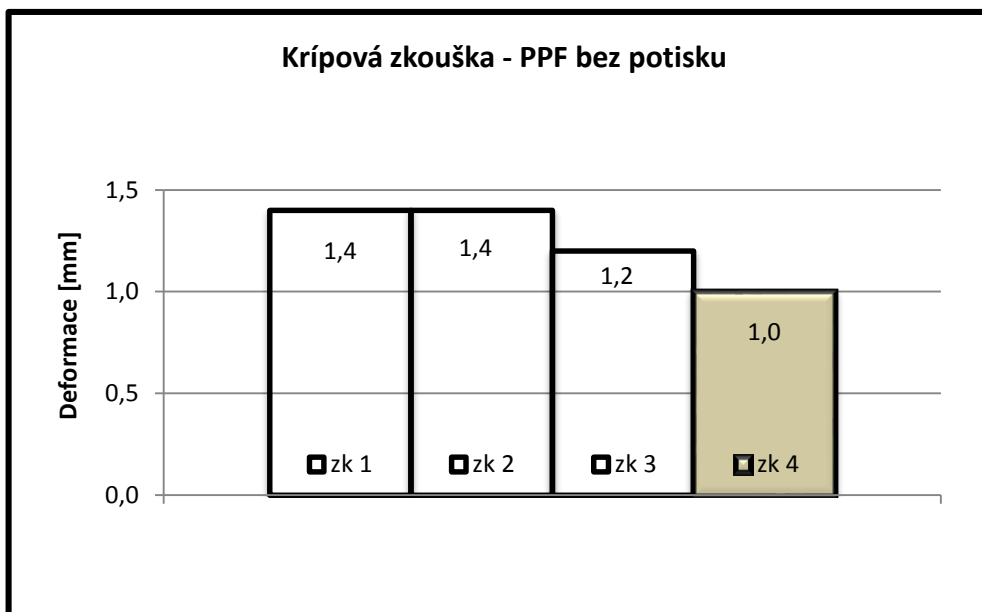 Krípová zkouška - PPF bez potisku
Deformace [mm]
1,5
1,0
0,5
0,0
1,4
1,4
1,2
1,0
zk 1
zk 2
zk 3
zk 4